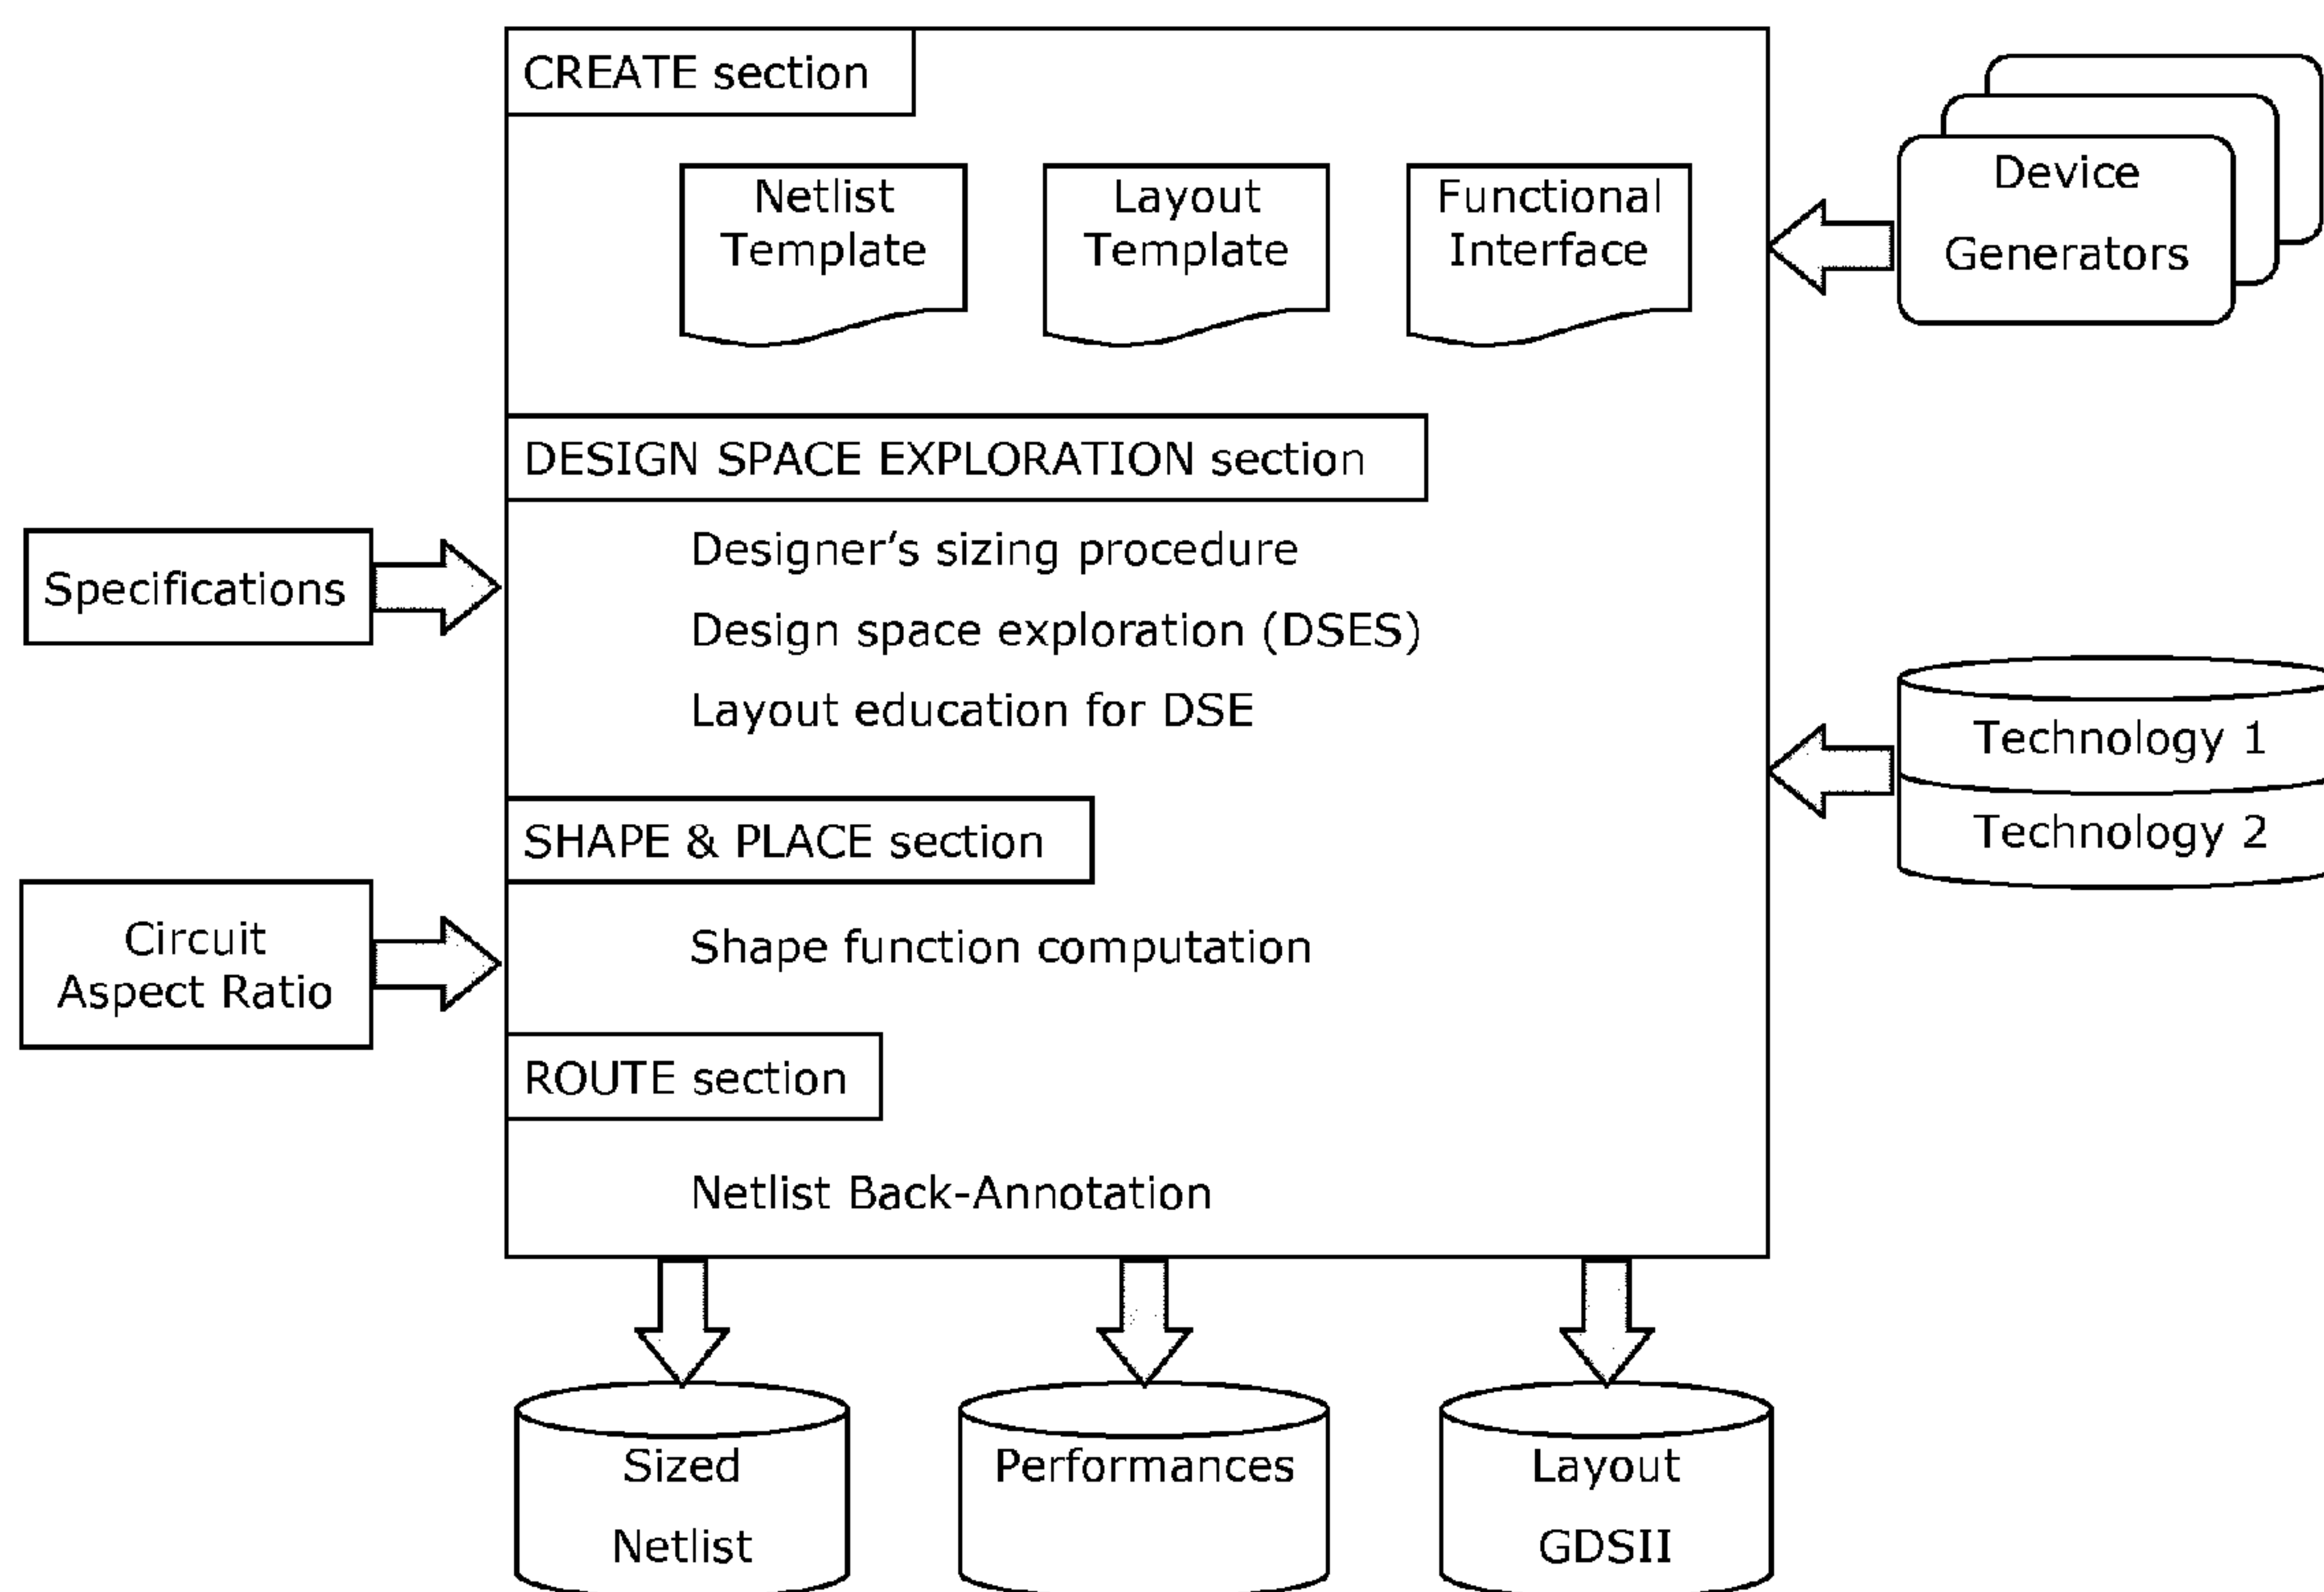 CREATE section
Netlist
Template
Layout
Template
Functional
Interface
Device
Generators
DESIGN SPACE EXPLORATION section
Designer's sizing procedure
Specifications
Design space exploration (DSES)
Layout education for DSE
Technology 1
Technology 2
SHAPE & PLACE section
Circuit
Aspect Ratio
Shape function computation
ROUTE section
Netlist Back-Annotation
Sized
Netlist
Performances
Layout
GDSII